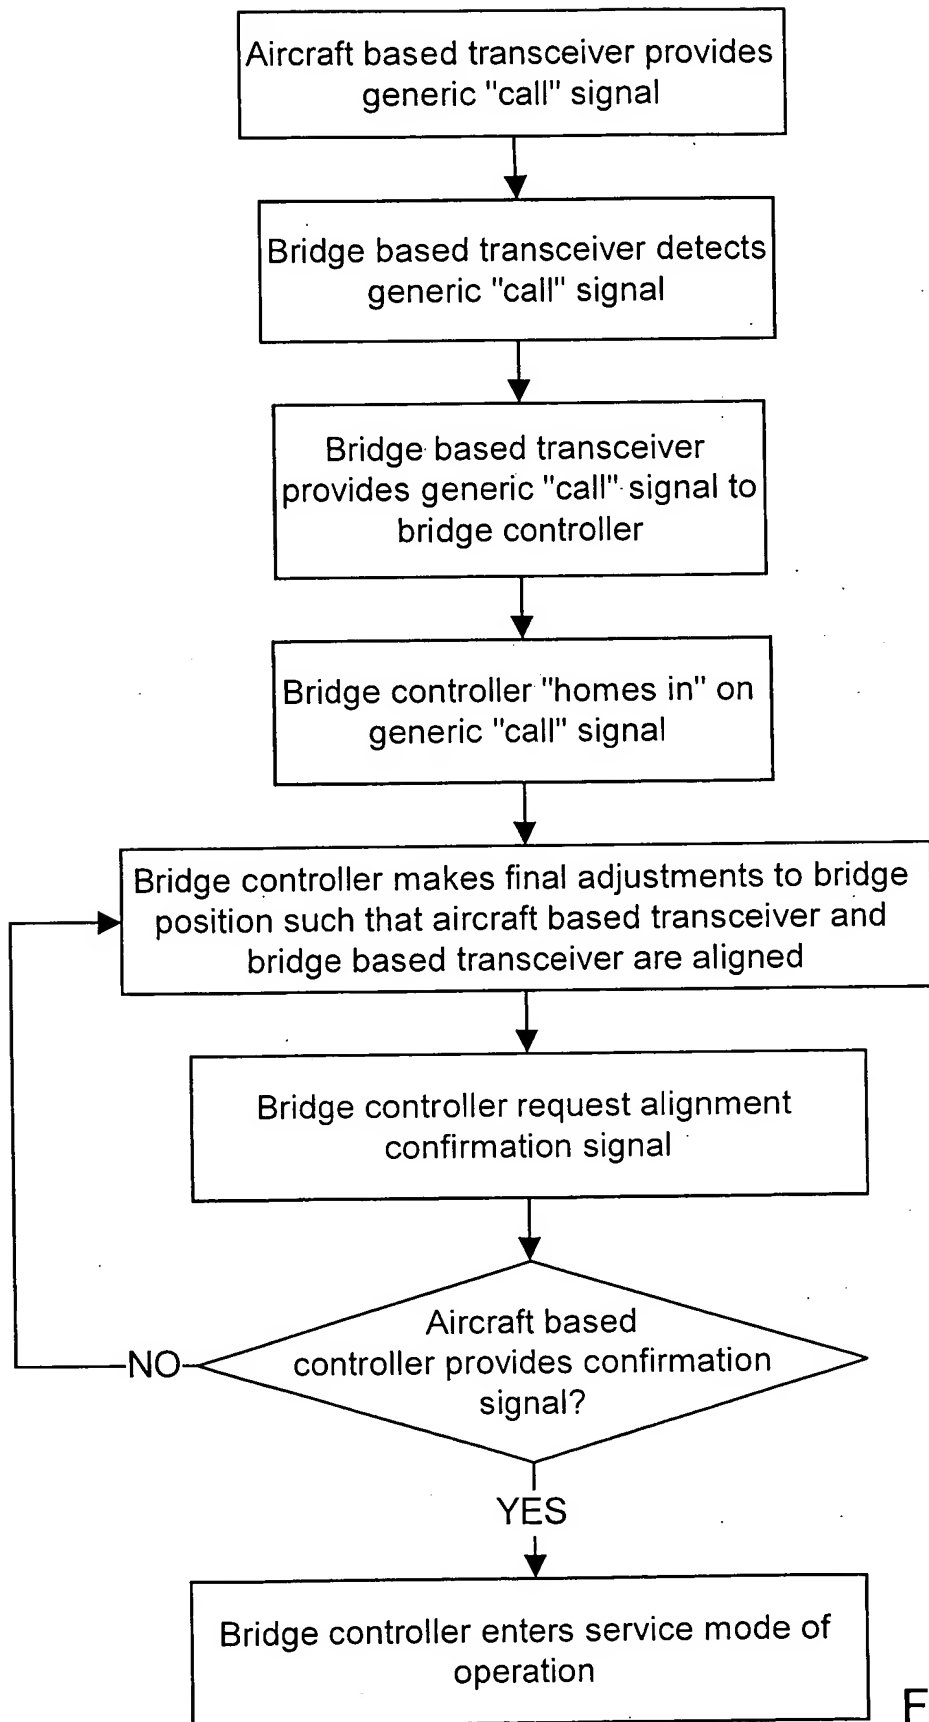 Aircraft based transceiver provides
generic "call" signal
Bridge based transceiver detects
generic "call" signal
Bridge based transceiver
provides generic "call" signal to
bridge controller
Bridge controller "homes in" on
generic "call" signal
Bridge controller makes final adjustments to bridge
position such that aircraft based transceiver and
bridge based transceiver are aligned
Bridge controller request alignment
confirmation signal
Aircraft based
controller provides confirmation
signal?
NO
YES
Bridge controller enters service mode of
operation
F